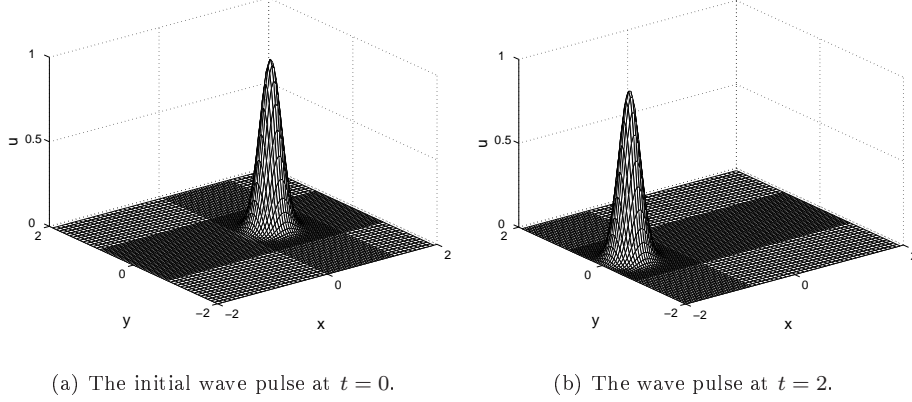 1
0.5
0
u
2
0
−2
y
−2
0
2
x
1
0.5
0
u
2
0
−2
y
−2
0
x
(a) The initial wave pulse at t = 0.
(b) The wave pulse at t = 2.